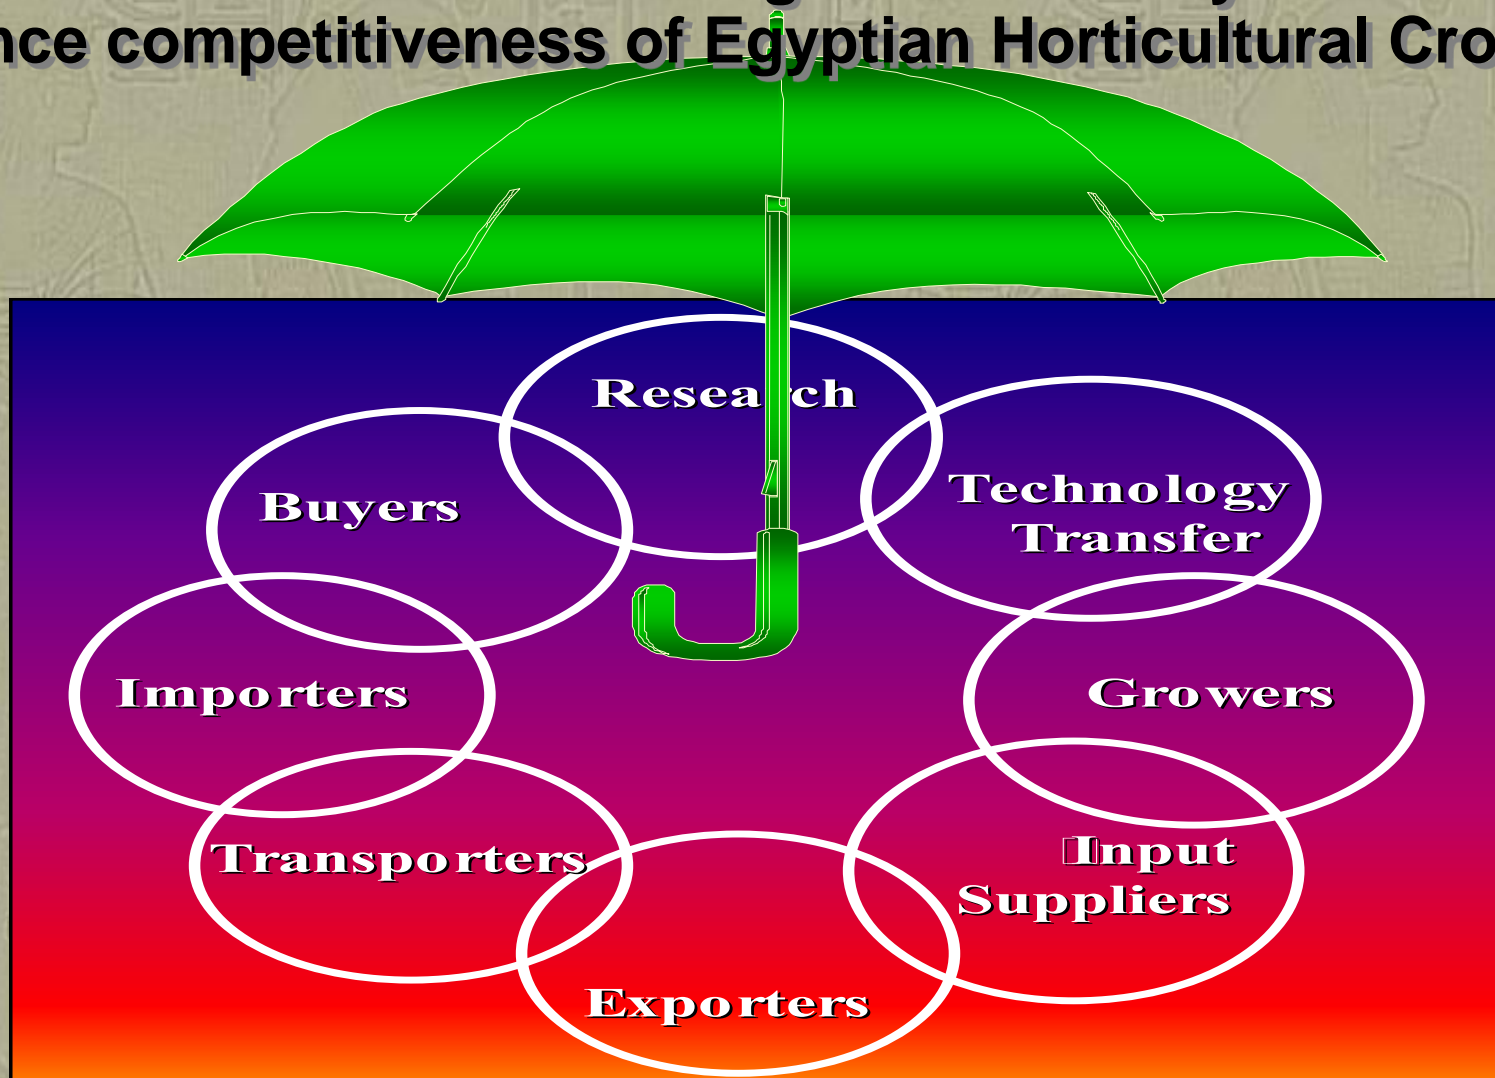 nce competitiveness of Egyptian Horticultural Cro
Research
Technology
Transfer
Buyers
Importers
Growers
Transporters
Input
Suppliers
Exporters